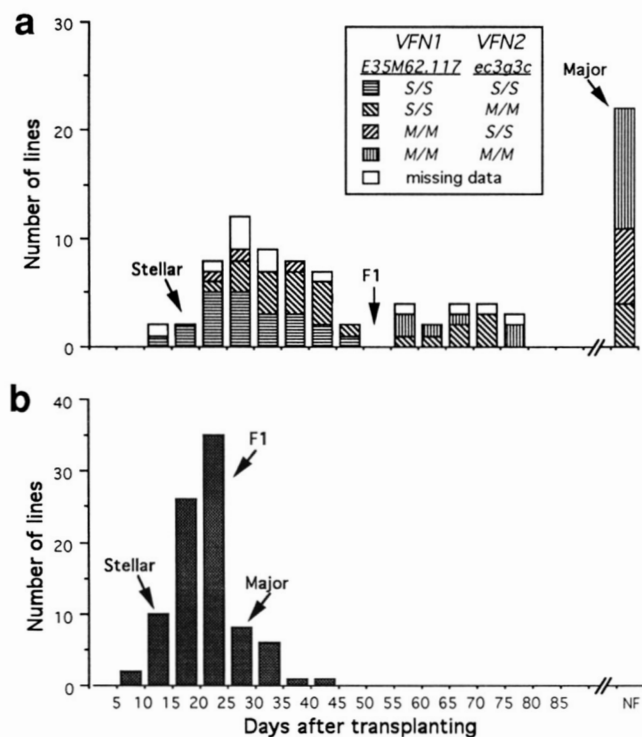 a
30
20
10
0
Number of lines
VFN1 VFN2
E35M62.117 ec3g3c
S/S S/S
S/S M/M
M/M S/S
M/M M/M
missing data
Major
Stellar
F1
b
40
30
20
10
0
Number of lines
F1
Stellar
Major
5 10 15 20 25 30 35 40 45 50 55 60 65 70 75 80 85 NF
Days after transplanting